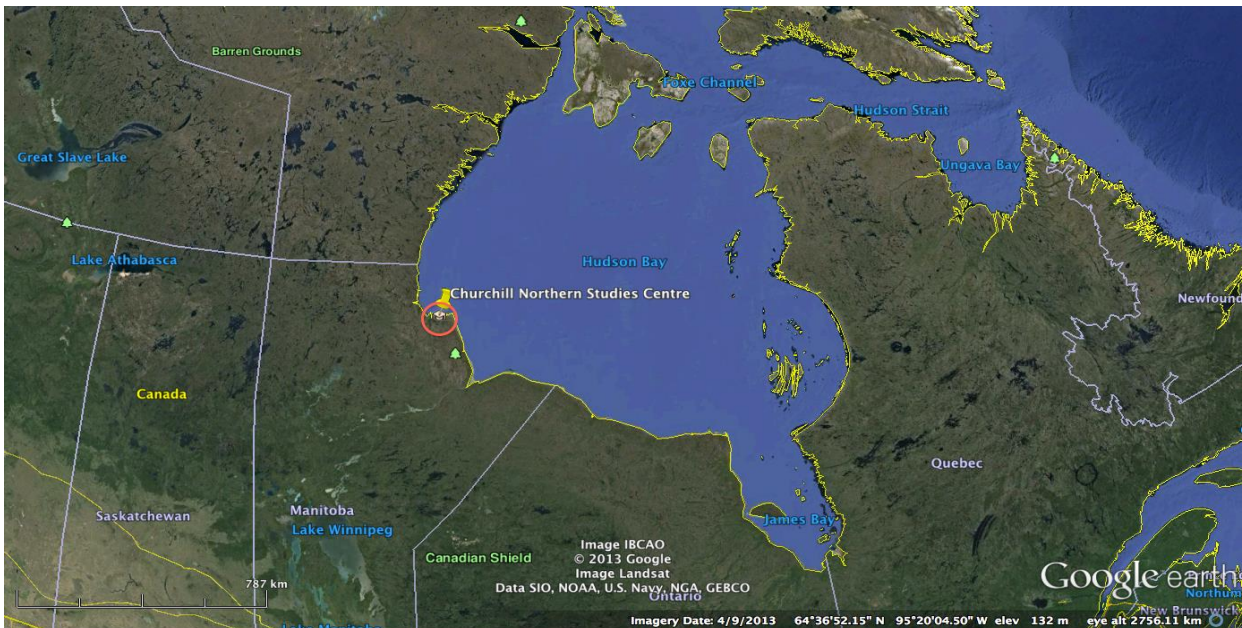 Barren Grounds
Foxe Channel
Hudson Strait
Great Slave Lake
Ungava Bay
Lake Athabasca
Hudson Bay
Churchill Northern Studies Centre
Newfound
Canada
Quebec
Saskatchewan
Manitoba
Lake Winnipeg
James Bay
Canadian Shield
Image IBCAO
© 2013 Google
Image Landsat
Data SIO, NOAA, U.S. Navy, NGA, GEBCO
787 km
Ontario
Google earth
Northum
New Brunswick
Imagery Date: 4/9/2013 64°36'52.15" N 95°20'04.50" W elev 132 m eye alt 2756.11 km